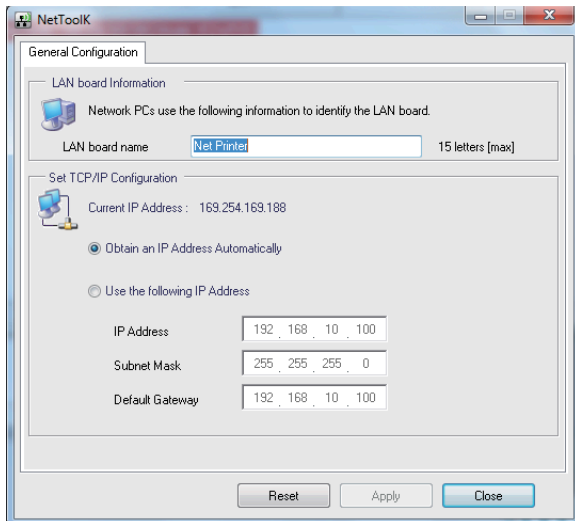 NetToolK
General Configuration
LAN board Information
Network PCs use the following information to identify the LAN board.
LAN board name Net Printer 15 letters [max]
Set TCP/IP Configuration
Current IP Address : 169.254.169.188
Obtain an IP Address Automatically
Use the following IP Address
IP Address 192 . 168 . 10 . 100
Subnet Mask 255 . 255 . 255 . 0
Default Gateway 192 . 168 . 10 . 100
Reset Apply Close